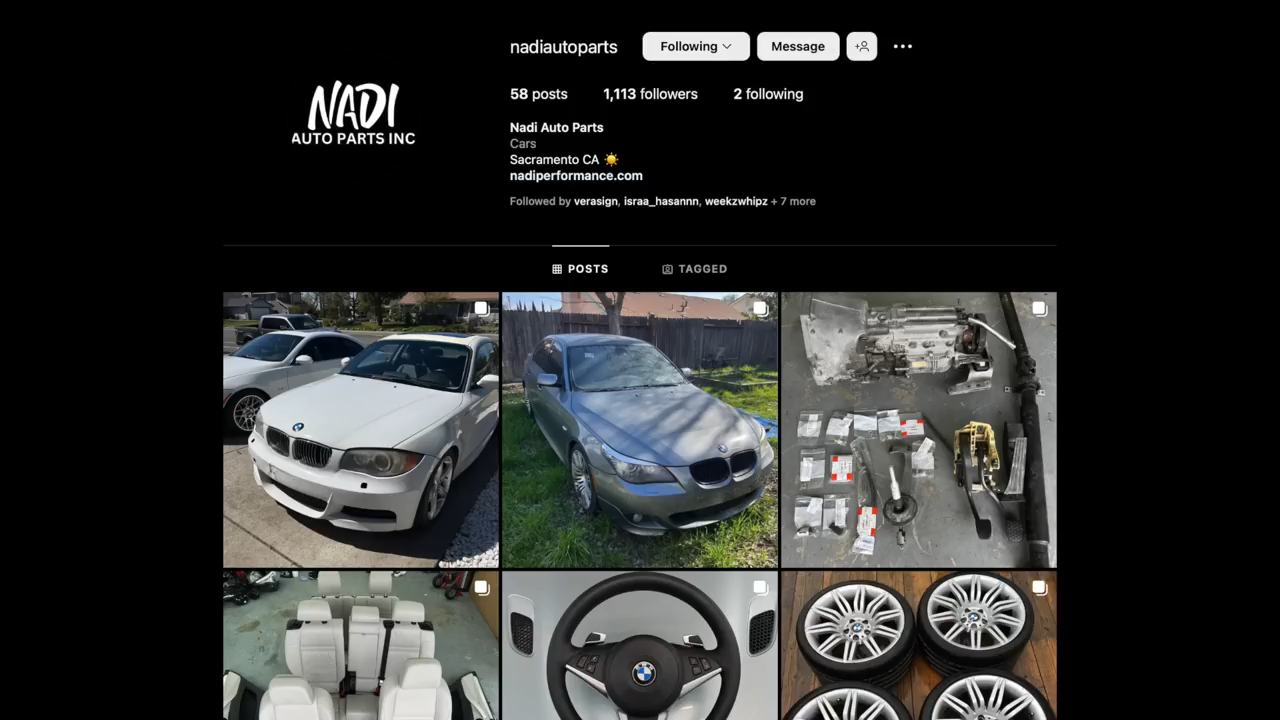 nadiautoparts
Following
Message
58 posts
1,113 followers
2 following
NADI
AUTO PARTS INC
Nadi Auto Parts
Cars
Sacramento CA ☀️
nadiperformance.com
Followed by verasign, israa_hasannn, weekzwhipz + 7 more
POSTS
TAGGED